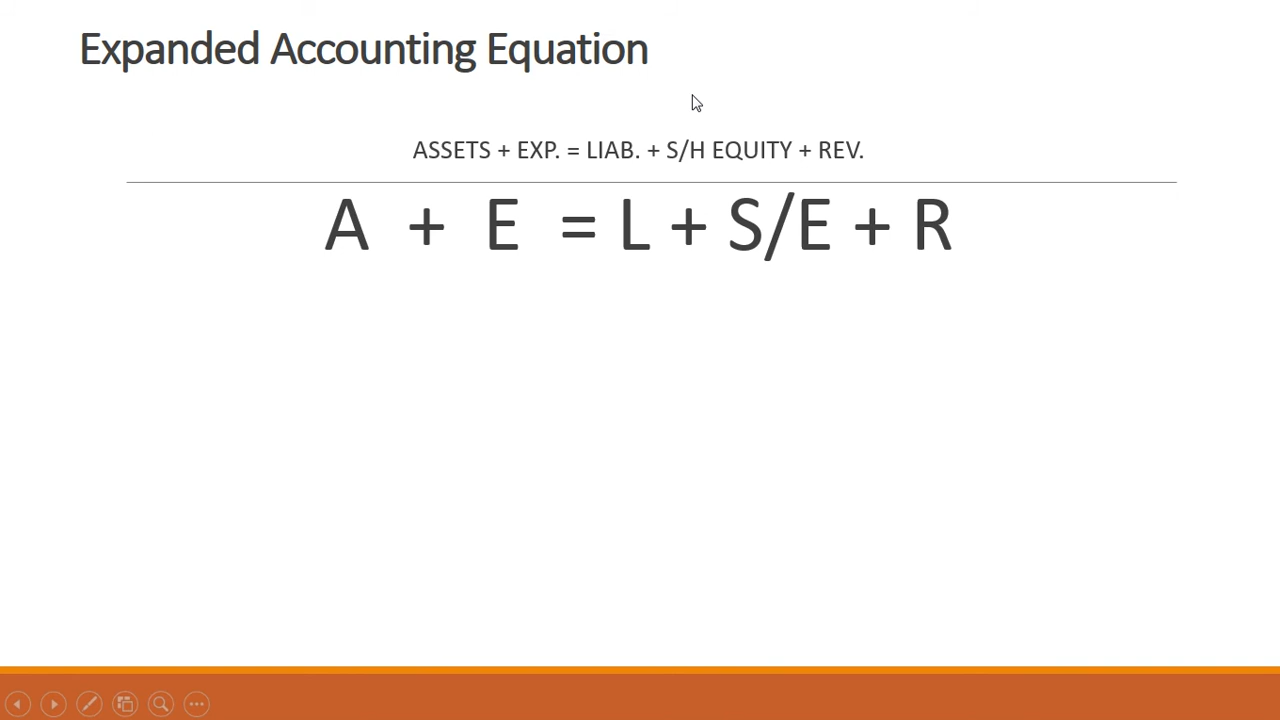 Expanded Accounting Equation
ASSETS + EXP. = LIAB. + S/H EQUITY + REV.
A + E = L + S/E + R